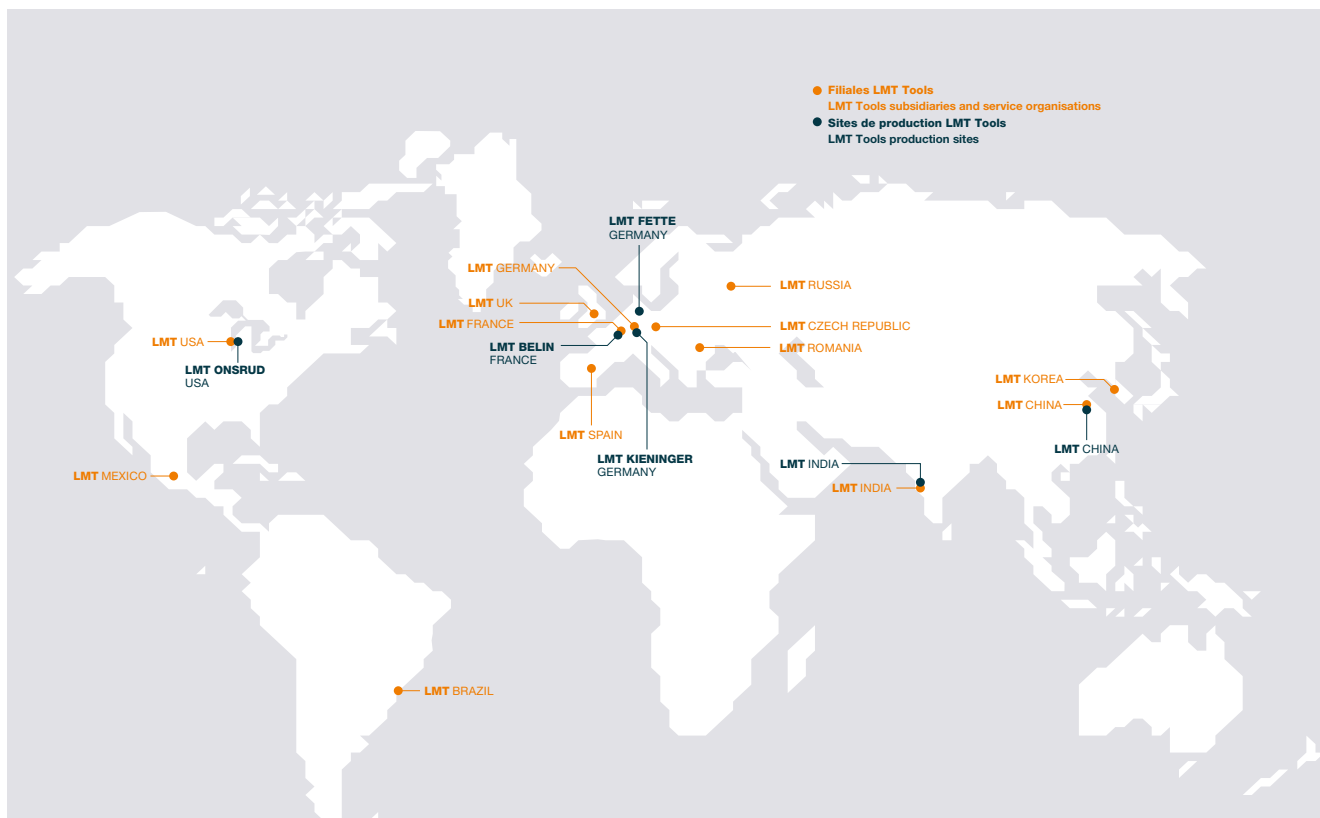 Filiales LMT Tools
LMT Tools subsidiaries and service organisations
Sites de production LMT Tools
LMT Tools production sites
LMT FETTE
GERMANY
LMT GERMANY
LMT RUSSIA
LMT UK
LMT FRANCE
LMT CZECH REPUBLIC
LMT USA
LMT BELIN
FRANCE
LMT ROMANIA
LMT ONSRUD
USA
LMT KOREA
LMT CHINA
LMT SPAIN
LMT CHINA
LMT KIENINGER
GERMANY
LMT INDIA
LMT MEXICO
LMT INDIA
LMT BRAZIL